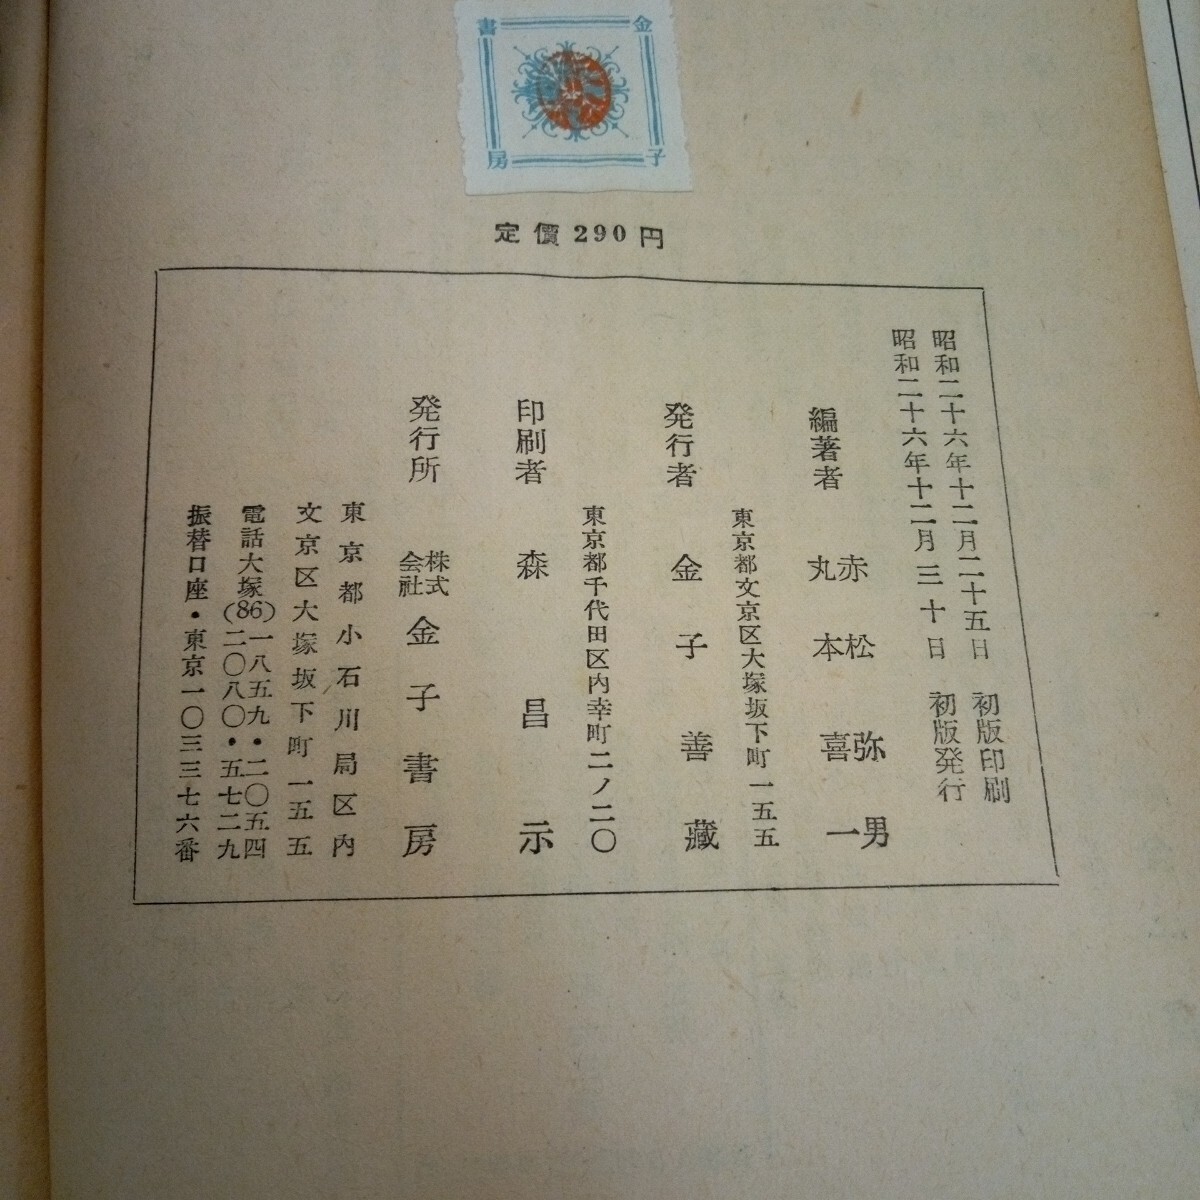 金子書房
定價290円
昭和二十六年十二月二十五日 初版印刷
昭和二十六年十二月三十日 初版発行
編著者 赤松弥男
丸本喜一
東京都文京区大塚坂下町一五五
発行者 金子善藏
東京都千代田区内幸町二ノ二〇
印刷者 森昌示
発行所 株式会社金子書房
東京都小石川局区内
文京区大塚坂下町一五五
電話大塚(86)一八五九・二〇五四
二〇八〇・五七二九
振替口座・東京一〇三三七六番